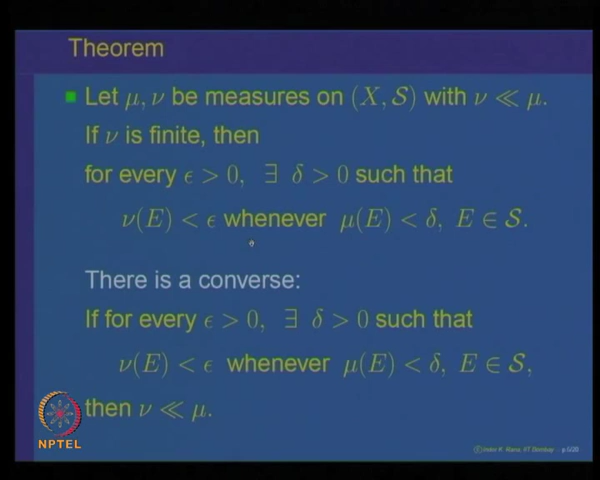 Theorem
Let μ, ν be measures on (X, 𝒮) with ν ≪ μ.
If ν is finite, then
for every ϵ > 0, ∃ δ > 0 such that
ν(E) < ϵ whenever μ(E) < δ, E ∈ 𝒮.
There is a converse:
If for every ϵ > 0, ∃ δ > 0 such that
ν(E) < ϵ whenever μ(E) < δ, E ∈ 𝒮,
then ν ≪ μ.
NPTEL